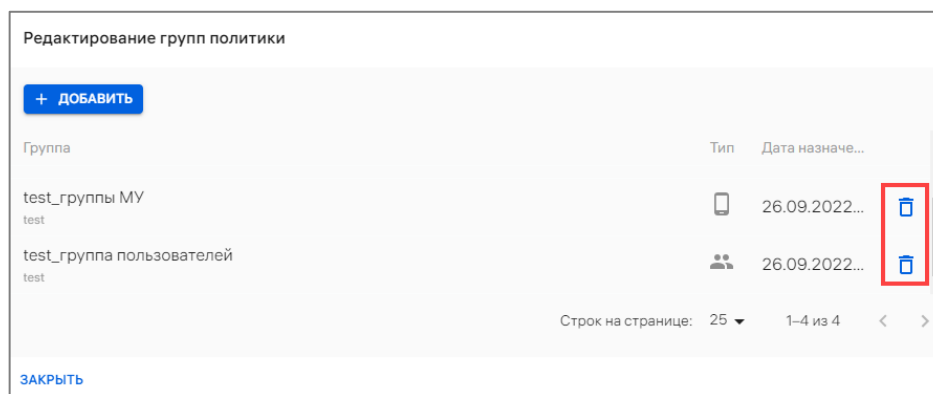 Редактирование групп политики
+ ДОБАВИТЬ
Группа Тип Дата назначе...
test_группы МУ 26.09.2022...
test
test_группа пользователей 26.09.2022...
test
Строк на странице: 25 1–4 из 4
ЗАКРЫТЬ